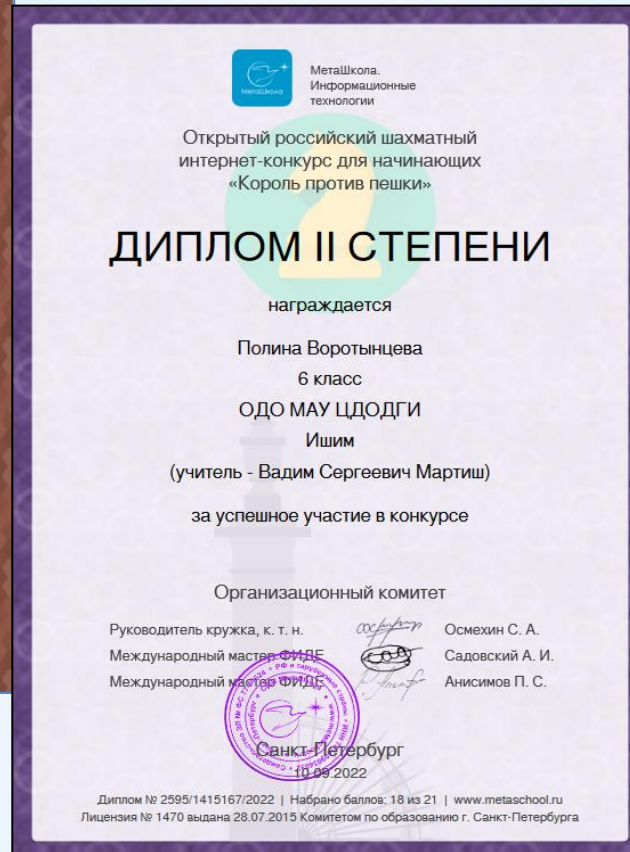 МетаШкола
МетаШкола.
Информационные
технологии
Открытый российский шахматный
интернет-конкурс для начинающих
«Король против пешки»
ДИПЛОМ II СТЕПЕНИ
награждается
Полина Воротынцева
6 класс
ОДО МАУ ЦДОДГИ
Ишим
(учитель - Вадим Сергеевич Мартиш)
за успешное участие в конкурсе
Организационный комитет
Руководитель кружка, к. т. н. Осмехин С. А.
Международный мастер ФИДЕ Садовский А. И.
Международный мастер ФИДЕ Анисимов П. С.
Санкт-Петербург
10.09.2022
Диплом № 2595/1415167/2022 | Набрано баллов: 18 из 21 | www.metaschool.ru
Лицензия № 1470 выдана 28.07.2015 Комитетом по образованию г. Санкт-Петербурга